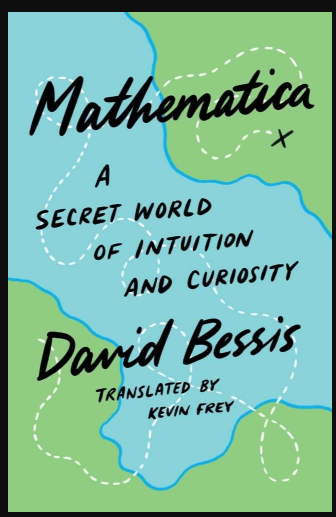 Mathematica
A
SECRET WORLD
OF INTUITION
AND CURIOSITY
David Bessis
TRANSLATED BY
KEVIN FREY